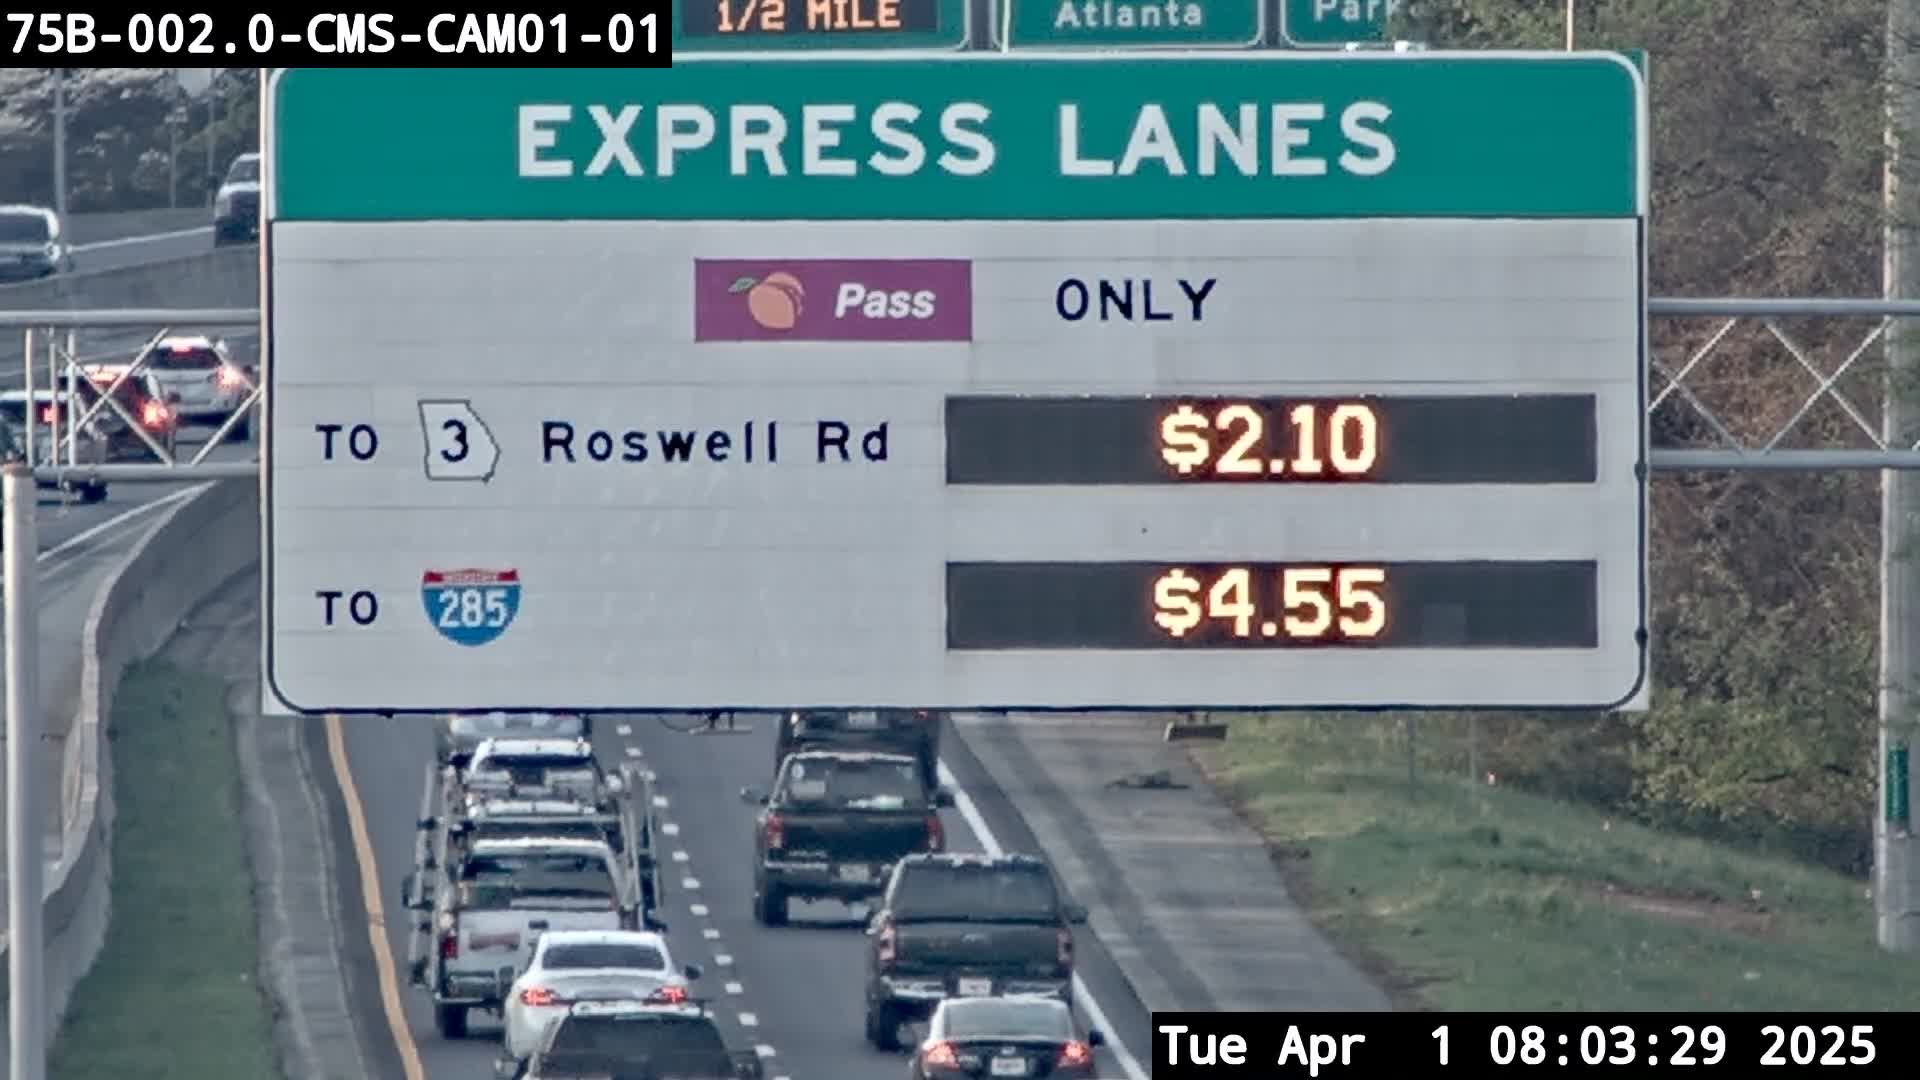 75B-002.0-CMS-CAM01-01
1/2 MILE
Atlanta
Park
EXPRESS LANES
Pass ONLY
TO 3 Roswell Rd $2.10
TO 285 $4.55
Tue Apr 1 08:03:29 2025